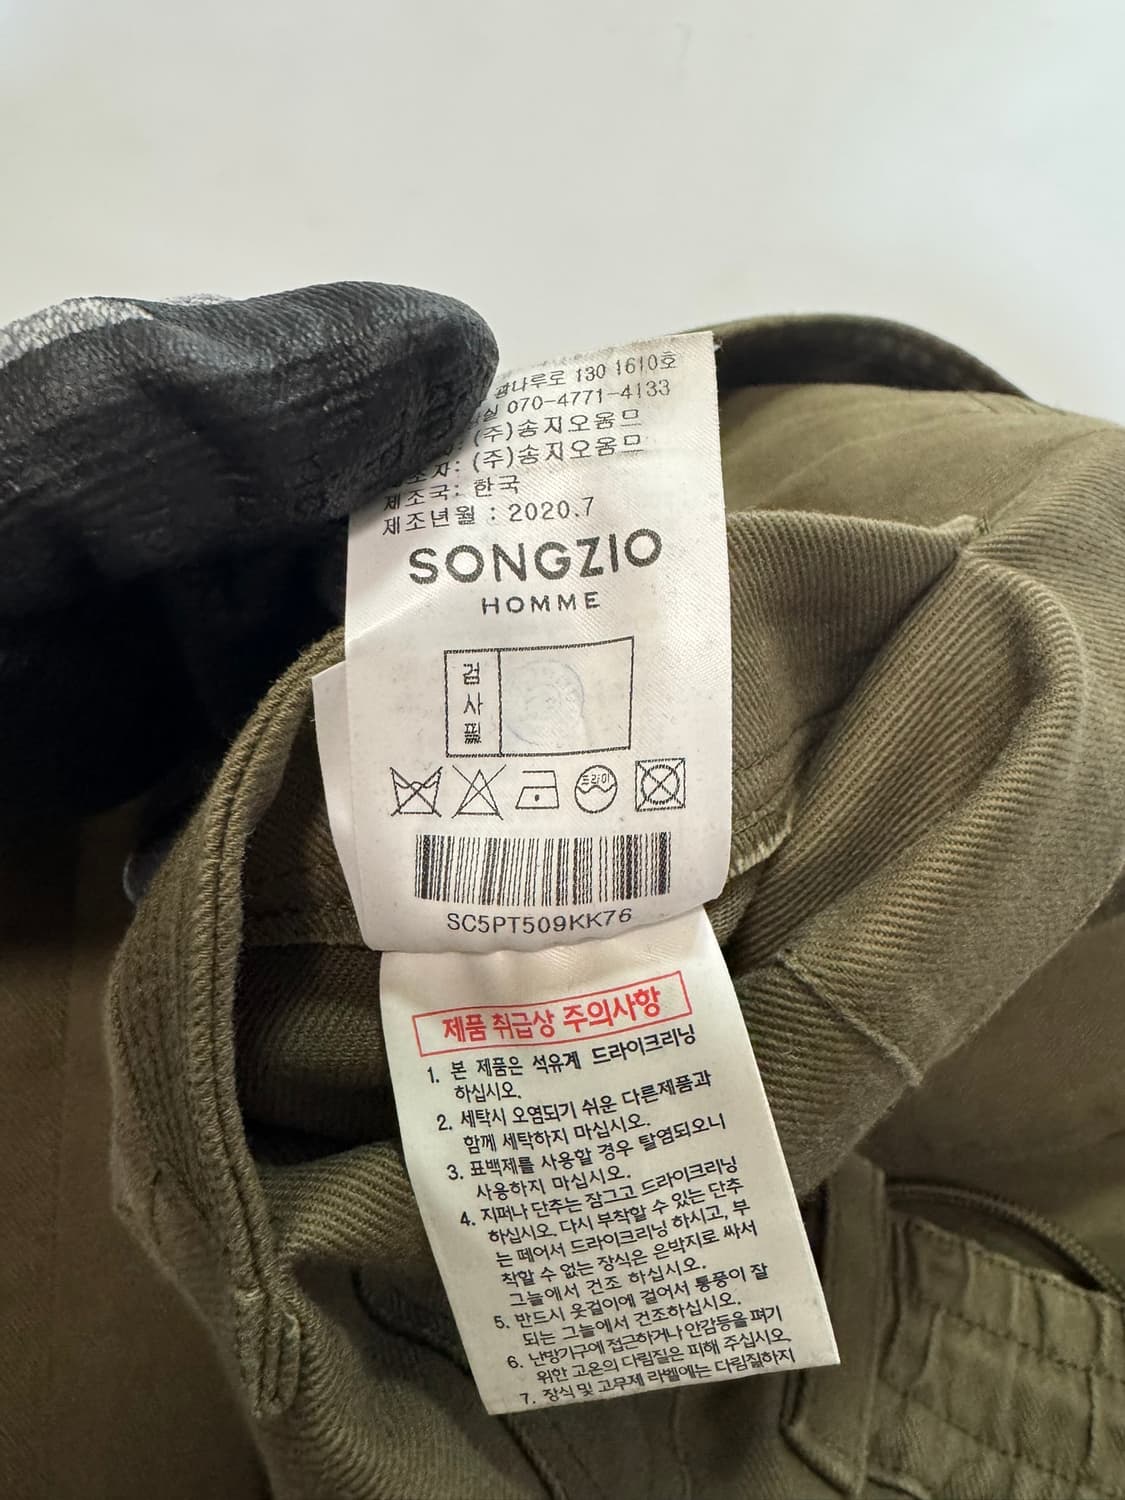 광나루로 130 1610호
실 070-4771-4133
(주)송지오옴므
조자: (주)송지오옴므
제조국: 한국
제조년월 : 2020.7
SONGZIO
HOMME
검
사
필
드라이
SC5PT509KK76
제품 취급상 주의사항
1. 본 제품은 석유계 드라이크리닝
하십시오.
2. 세탁시 오염되기 쉬운 다른제품과
함께 세탁하지 마십시오.
3. 표백제를 사용할 경우 탈염되오니
사용하지 마십시오.
4. 지퍼나 단추는 잠그고 드라이크리닝
하십시오. 다시 부착할 수 있는 단추
는 떼어서 드라이크리닝 하시고, 부
착할 수 없는 장식은 은박지로 싸서
그늘에서 건조 하십시오.
5. 반드시 옷걸이에 걸어서 통풍이 잘
되는 그늘에서 건조하십시오.
6. 난방기구에 접근하거나 안감등을 펴기
위한 고온의 다림질은 피해 주십시오.
7. 장식 및 고무제 라벨에는 다림질하지